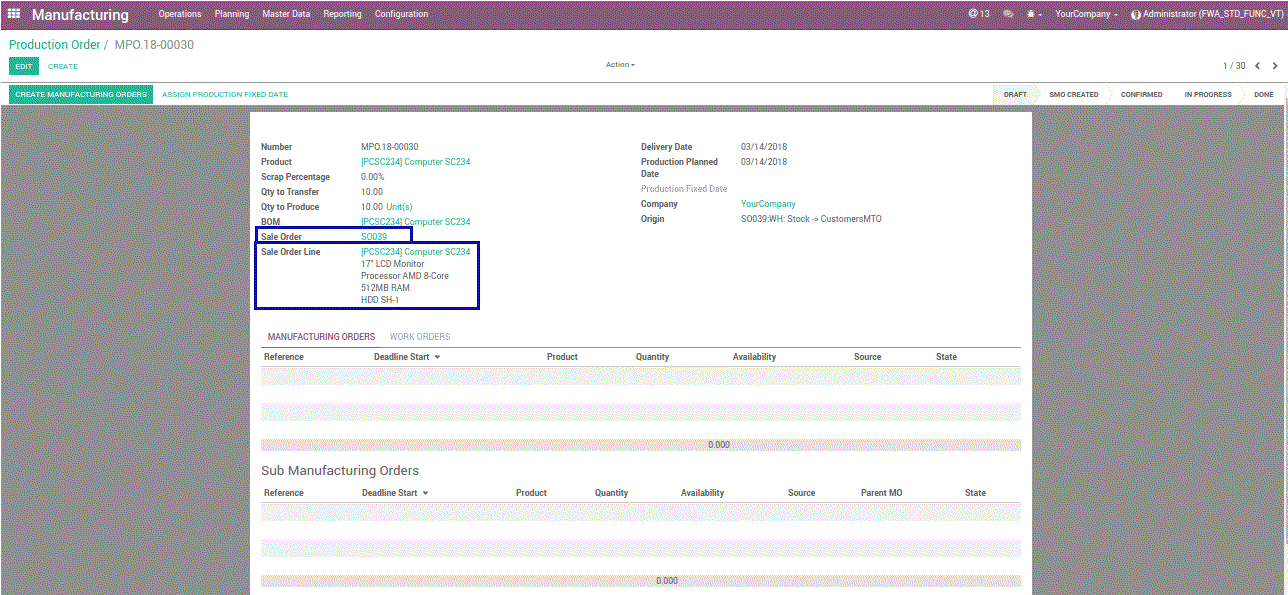 Manufacturing Operations Planning Master Data Reporting Configuration @ 13 YourCompany Administrator (FWA_STD_FUNC_VT)
Production Order / MPO.18-00030
EDIT CREATE Action 1 / 30
CREATE MANUFACTURING ORDERS ASSIGN PRODUCTION FIXED DATE DRAFT SMO CREATED CONFIRMED IN PROGRESS DONE
Number MPO.18-00030
Product [PCSC234] Computer SC234
Scrap Percentage 0.00%
Qty to Transfer 10.00
Qty to Produce 10.00 Unit(s)
BOM [PCSC234] Computer SC234
Sale Order SO039
Sale Order Line [PCSC234] Computer SC234
17" LCD Monitor
Processor AMD 8-Core
512MB RAM
HDD SH-1
Delivery Date 03/14/2018
Production Planned 03/14/2018
Date
Production Fixed Date
Company YourCompany
Origin SO039:WH: Stock -> CustomersMTO
MANUFACTURING ORDERS WORK ORDERS
Reference Deadline Start Product Quantity Availability Source State
0.000
Sub Manufacturing Orders
Reference Deadline Start Product Quantity Availability Source Parent MO State
0.000